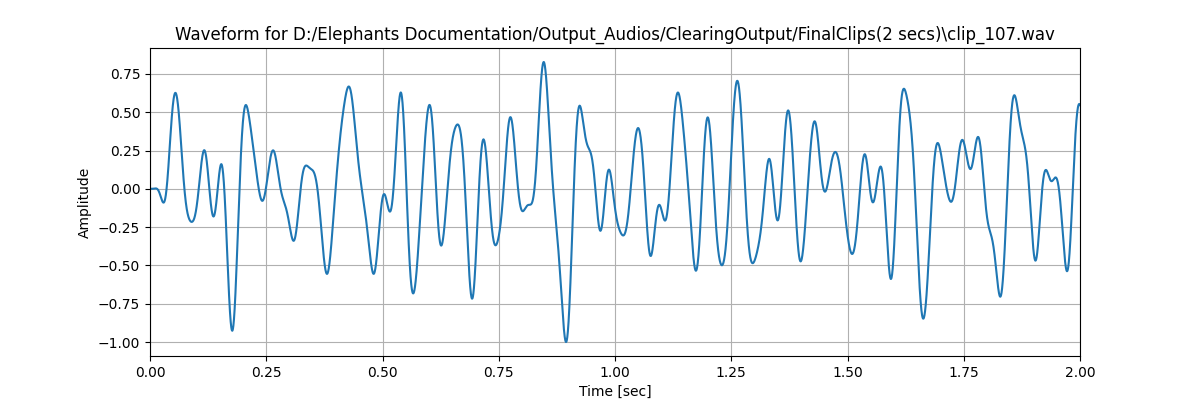 Waveform for D:/Elephants Documentation/Output_Audios/ClearingOutput/FinalClips(2 secs)\clip_107.wav
0.75
0.50
0.25
0.00
−0.25
−0.50
−0.75
−1.00
Amplitude
0.00 0.25 0.50 0.75 1.00 1.25 1.50 1.75 2.00
Time [sec]